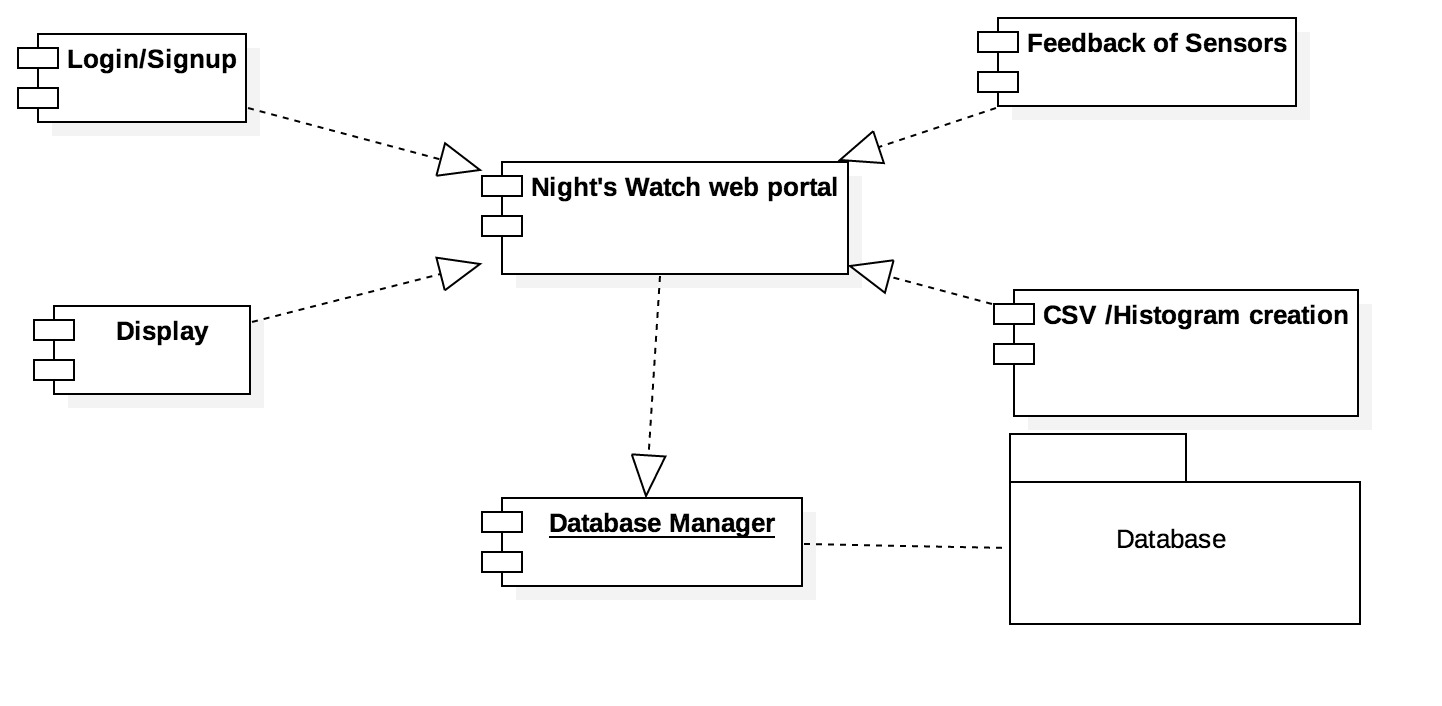 Login/Signup
Feedback of Sensors
Night's Watch web portal
Display
CSV /Histogram creation
Database Manager
Database